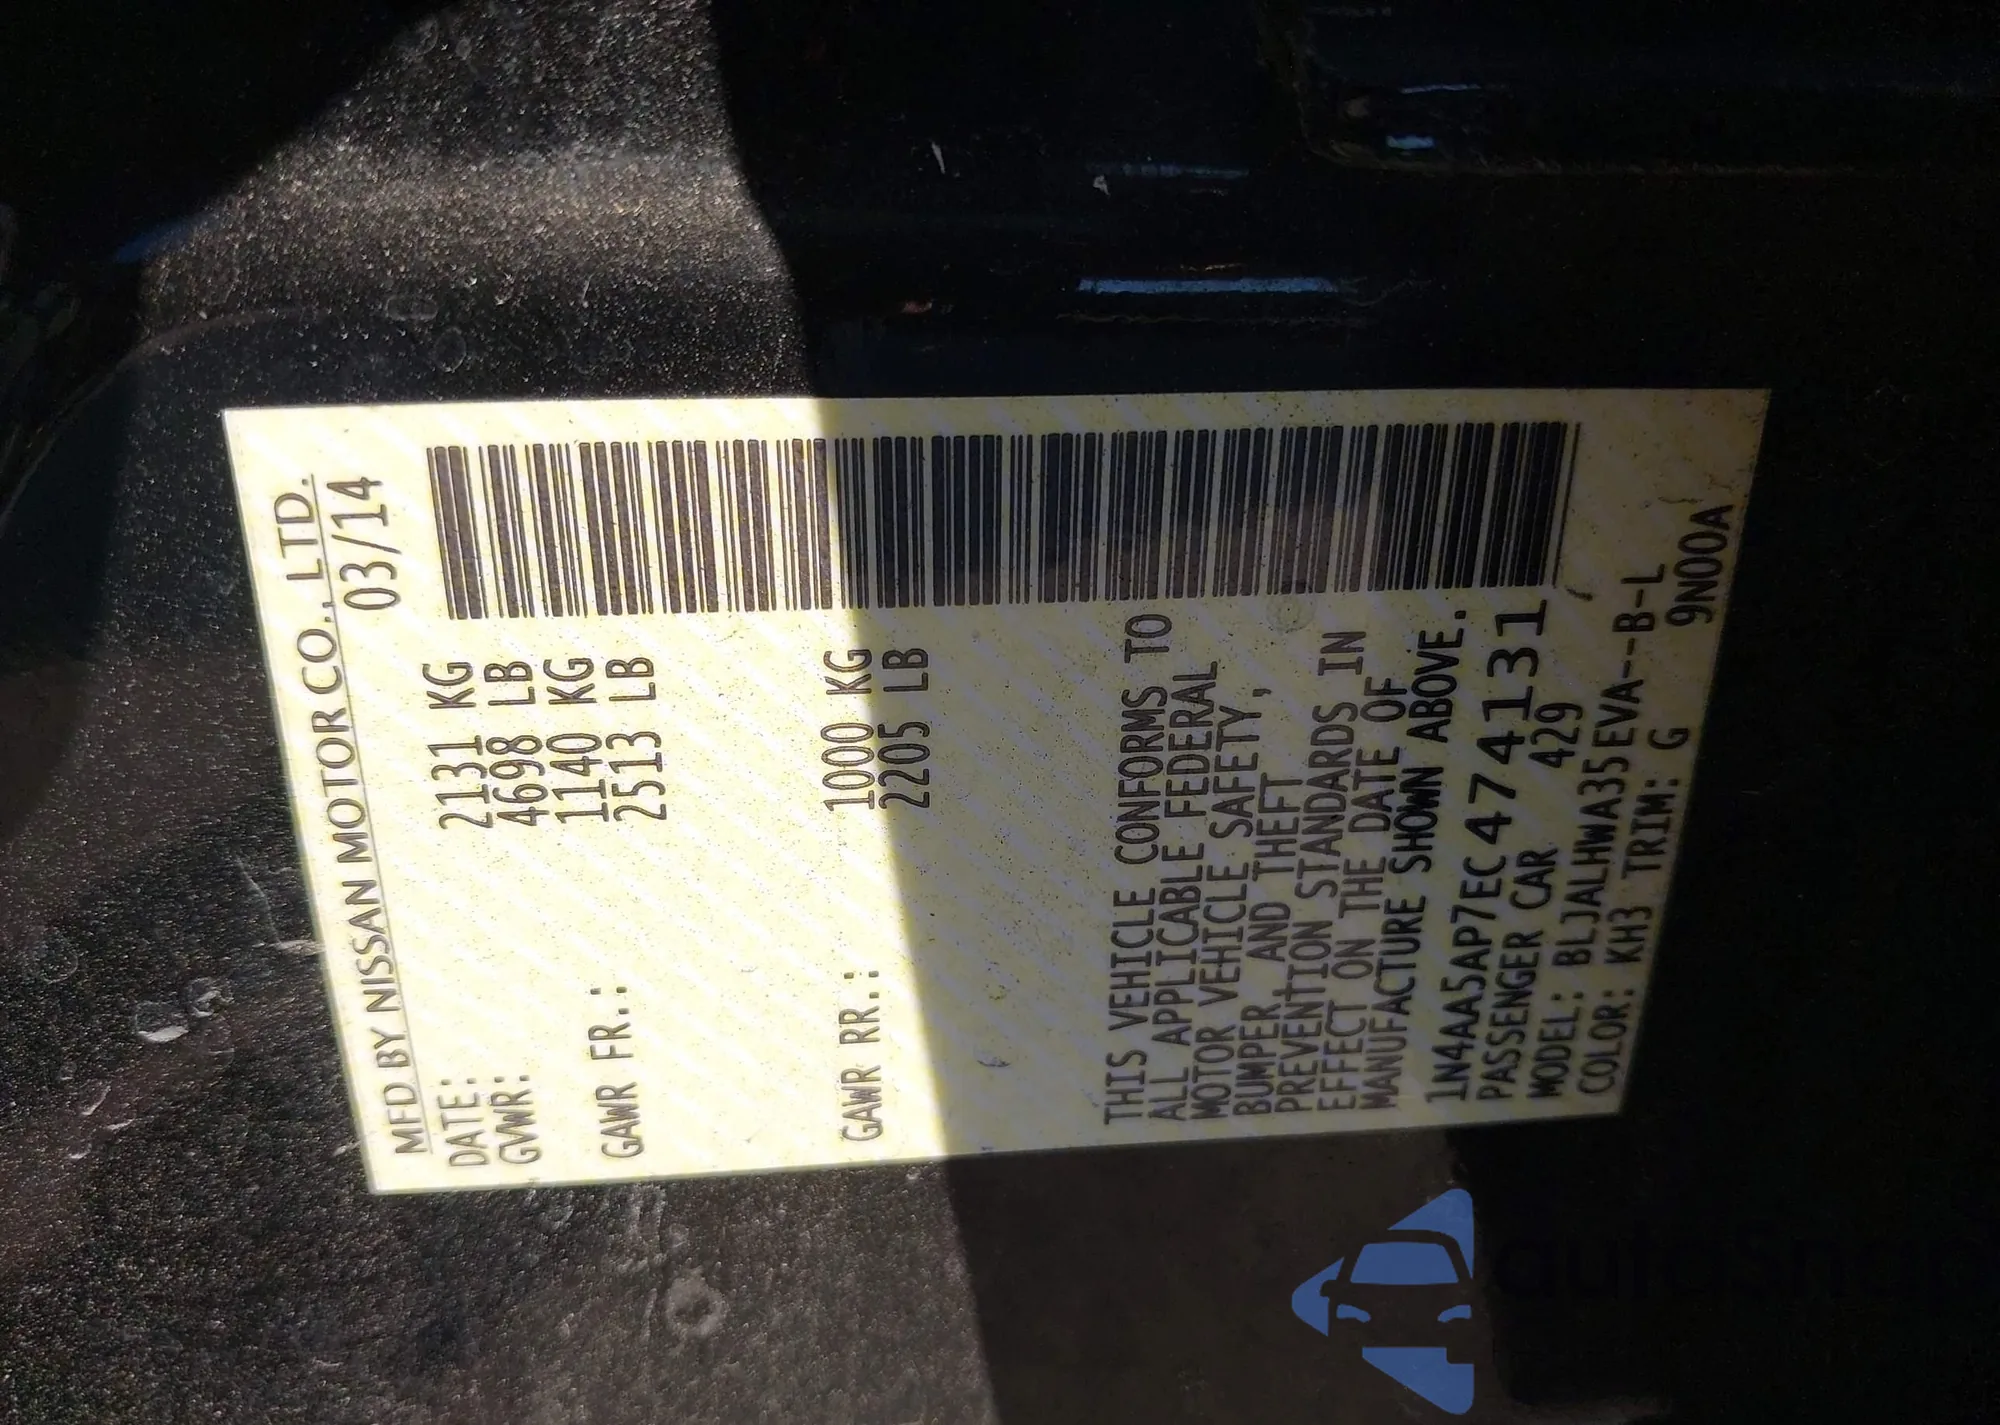 MFD BY NISSAN MOTOR CO., LTD.
DATE: 03/14
GVWR: 2131 KG
4698 LB
GAWR FR.: 1140 KG
2513 LB
GAWR RR.: 1000 KG
2205 LB
THIS VEHICLE CONFORMS TO
ALL APPLICABLE FEDERAL
MOTOR VEHICLE SAFETY,
BUMPER AND THEFT
PREVENTION STANDARDS IN
EFFECT ON THE DATE OF
MANUFACTURE SHOWN ABOVE.
1N4AA5AP7EC474131
PASSENGER CAR 429
MODEL: BLJALHWA35EVA--B-L
COLOR: KH3 TRIM: G 9N00A